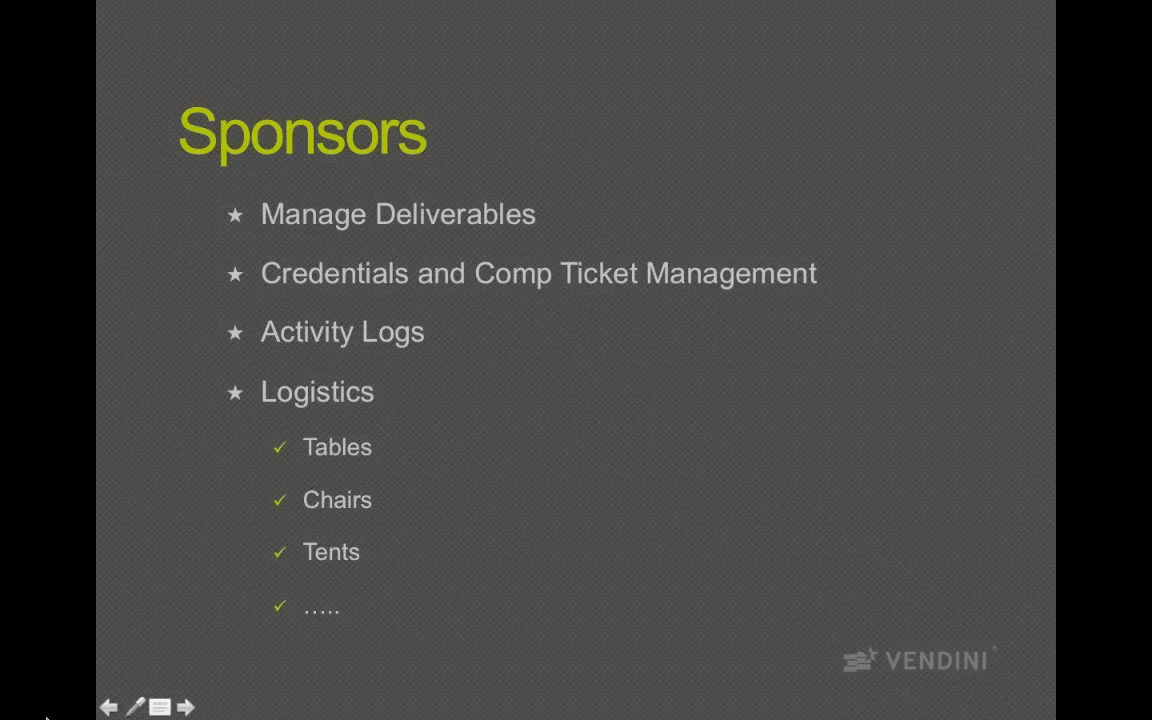 Sponsors
★ Manage Deliverables
★ Credentials and Comp Ticket Management
★ Activity Logs
★ Logistics
✓ Tables
✓ Chairs
✓ Tents
✓ …..
VENDINI